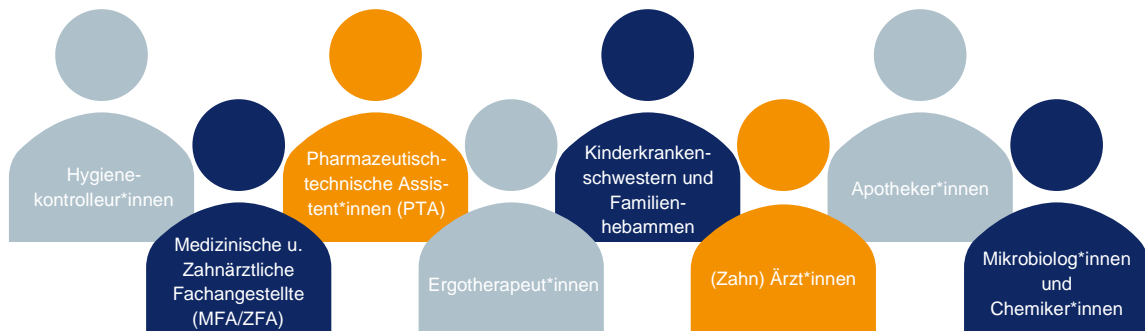 Hygiene-
kontrolleur*innen
Medizinische u.
Zahnärztliche
Fachangestellte
(MFA/ZFA)
Pharmazeutisch-
technische Assis-
tent*innen (PTA)
Ergotherapeut*innen
Kinderkranken-
schwestern und
Familien-
hebammen
(Zahn) Ärzt*innen
Apotheker*innen
Mikrobiolog*innen
und
Chemiker*innen